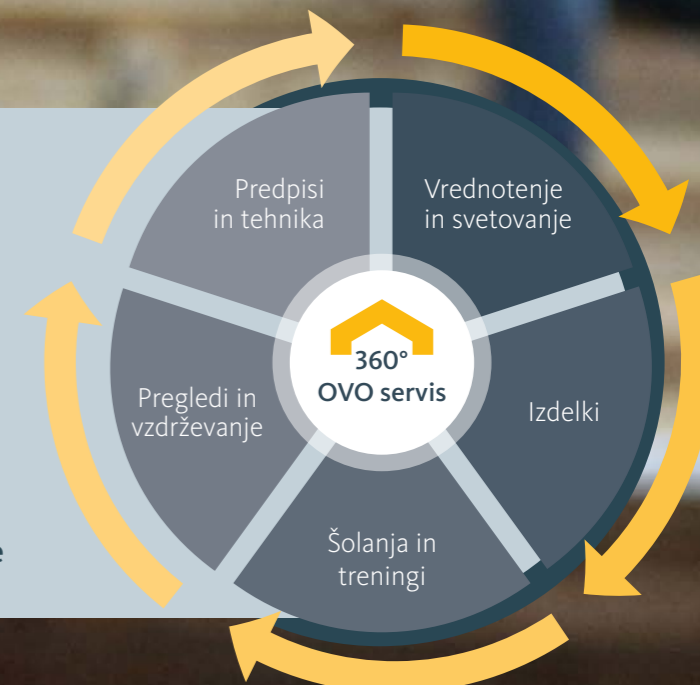 Predpisi
in tehnika
Vrednotenje
in svetovanje
360°
OVO servis
Pregledi in
vzdrževanje
Izdelki
Šolanja in
treningi
e